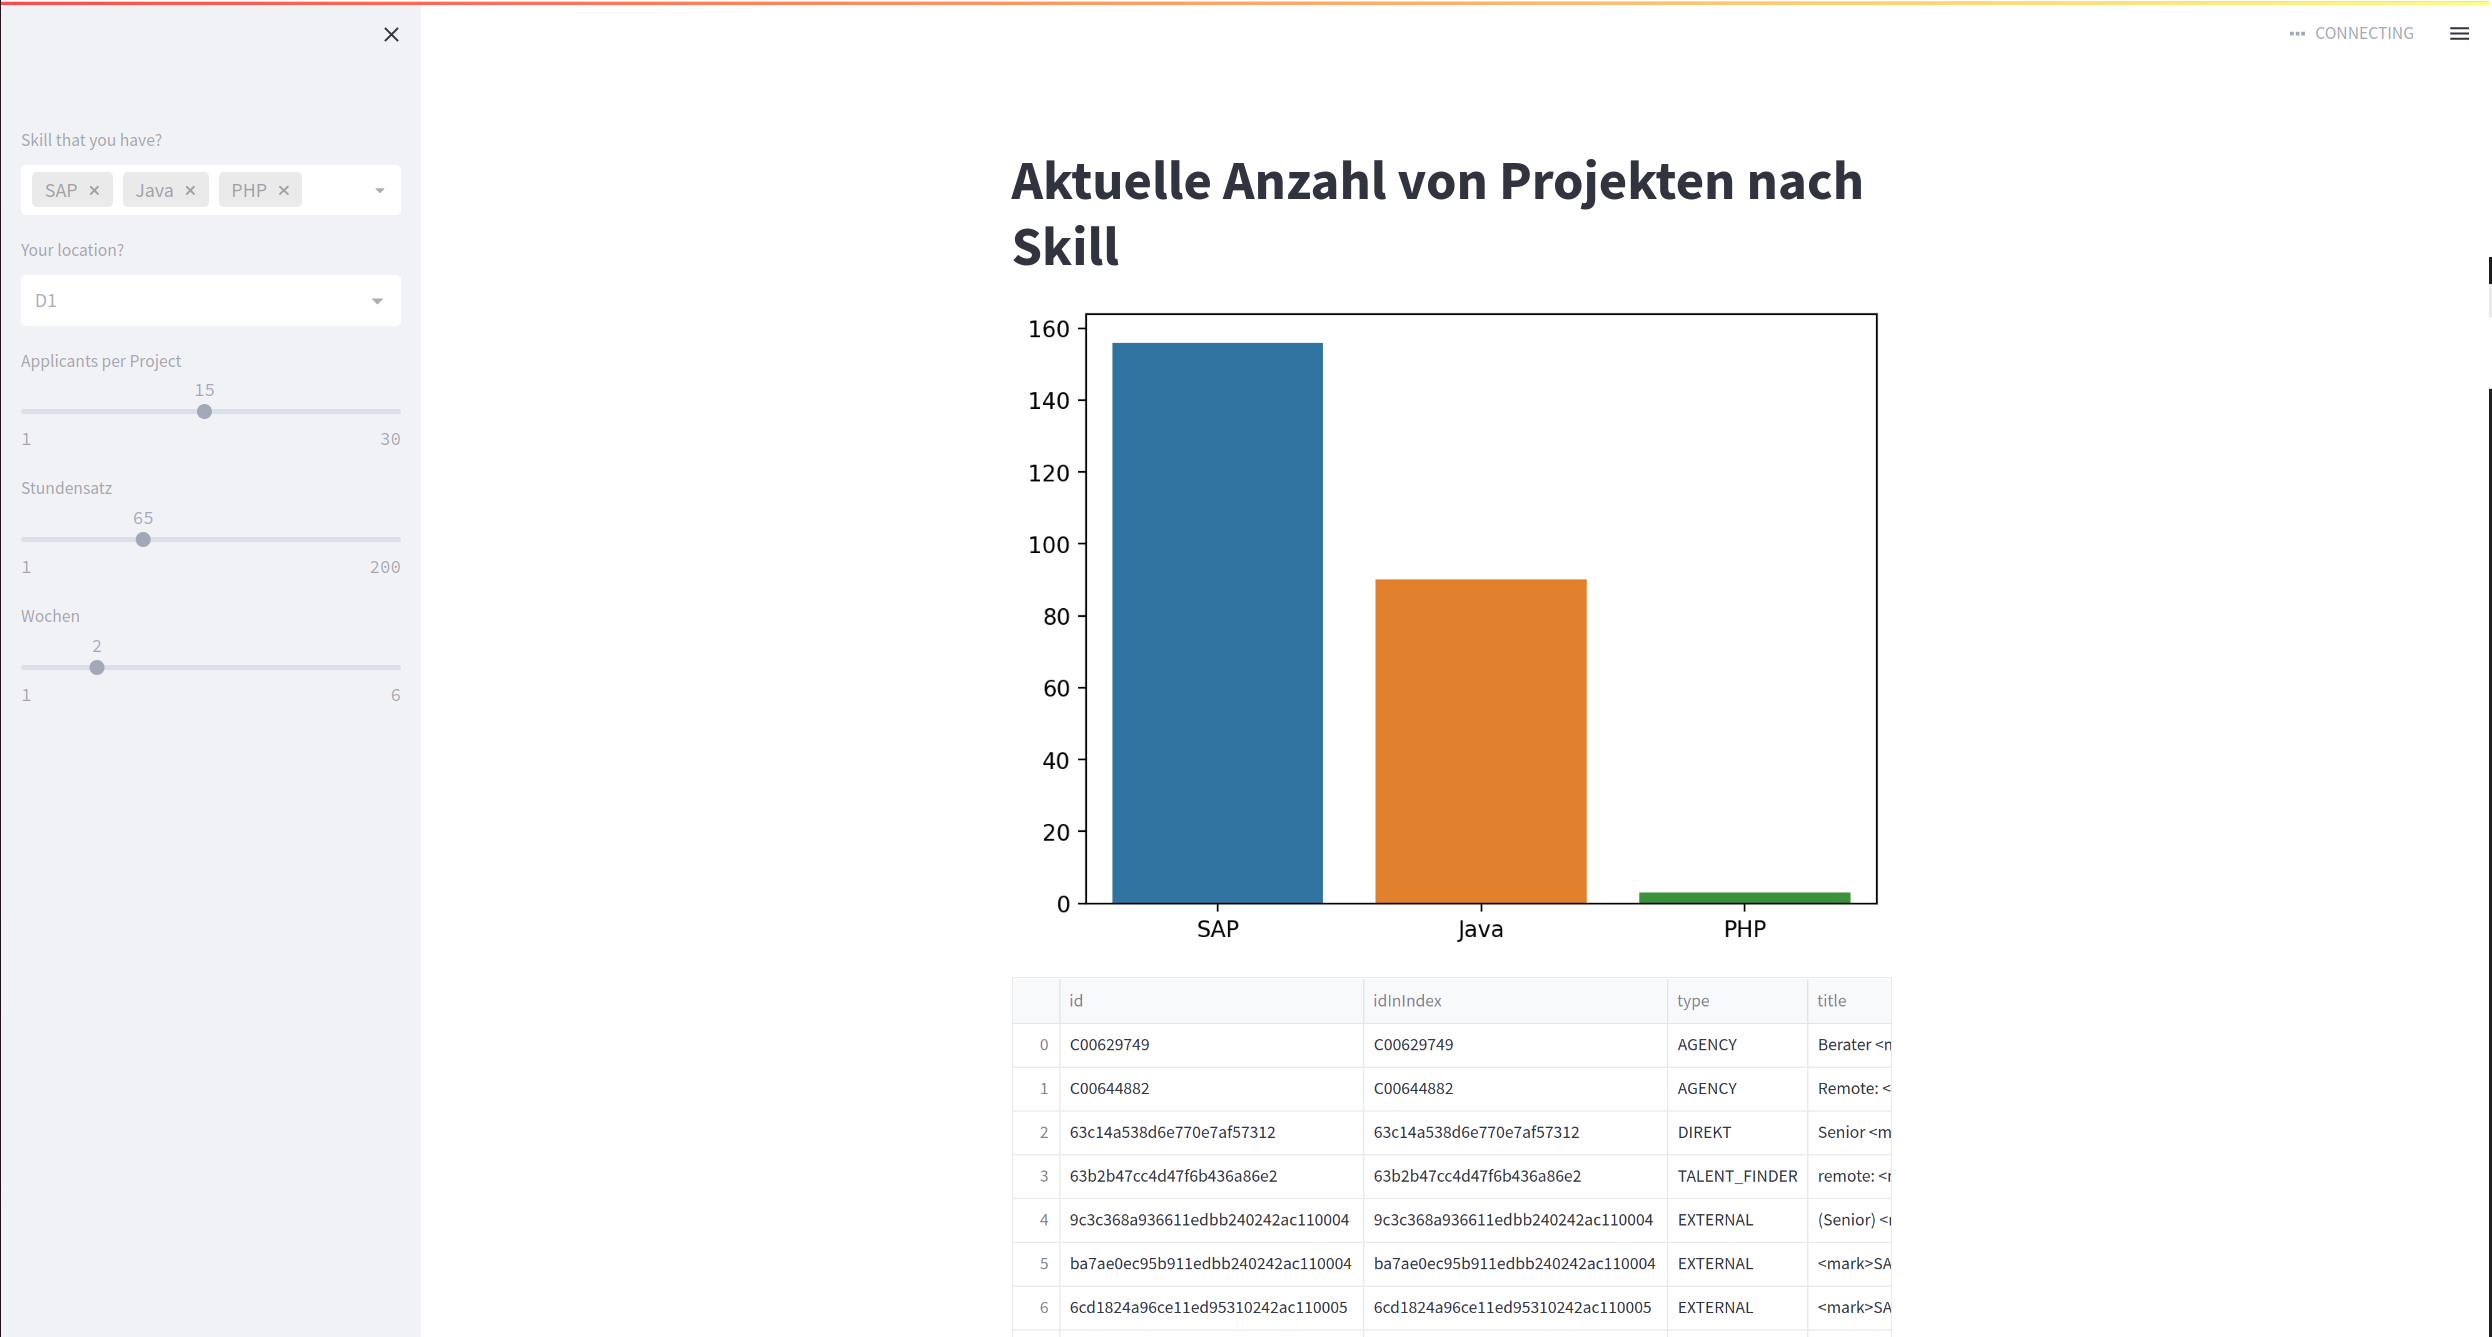 CONNECTING
Skill that you have?
SAP Java PHP
Your location?
D1
Applicants per Project
15
1 30
Stundensatz
65
1 200
Wochen
2
1 6
Aktuelle Anzahl von Projekten nach
Skill
160
140
120
100
80
60
40
20
0
SAP Java PHP
id idInIndex type title
0 C00629749 C00629749 AGENCY Berater <m
1 C00644882 C00644882 AGENCY Remote: <
2 63c14a538d6e770e7af57312 63c14a538d6e770e7af57312 DIREKT Senior <m
3 63b2b47cc4d47f6b436a86e2 63b2b47cc4d47f6b436a86e2 TALENT_FINDER remote: <
4 9c3c368a936611edbb240242ac110004 9c3c368a936611edbb240242ac110004 EXTERNAL (Senior) <
5 ba7ae0ec95b911edbb240242ac110004 ba7ae0ec95b911edbb240242ac110004 EXTERNAL <mark>SA
6 6cd1824a96ce11ed95310242ac110005 6cd1824a96ce11ed95310242ac110005 EXTERNAL <mark>SA